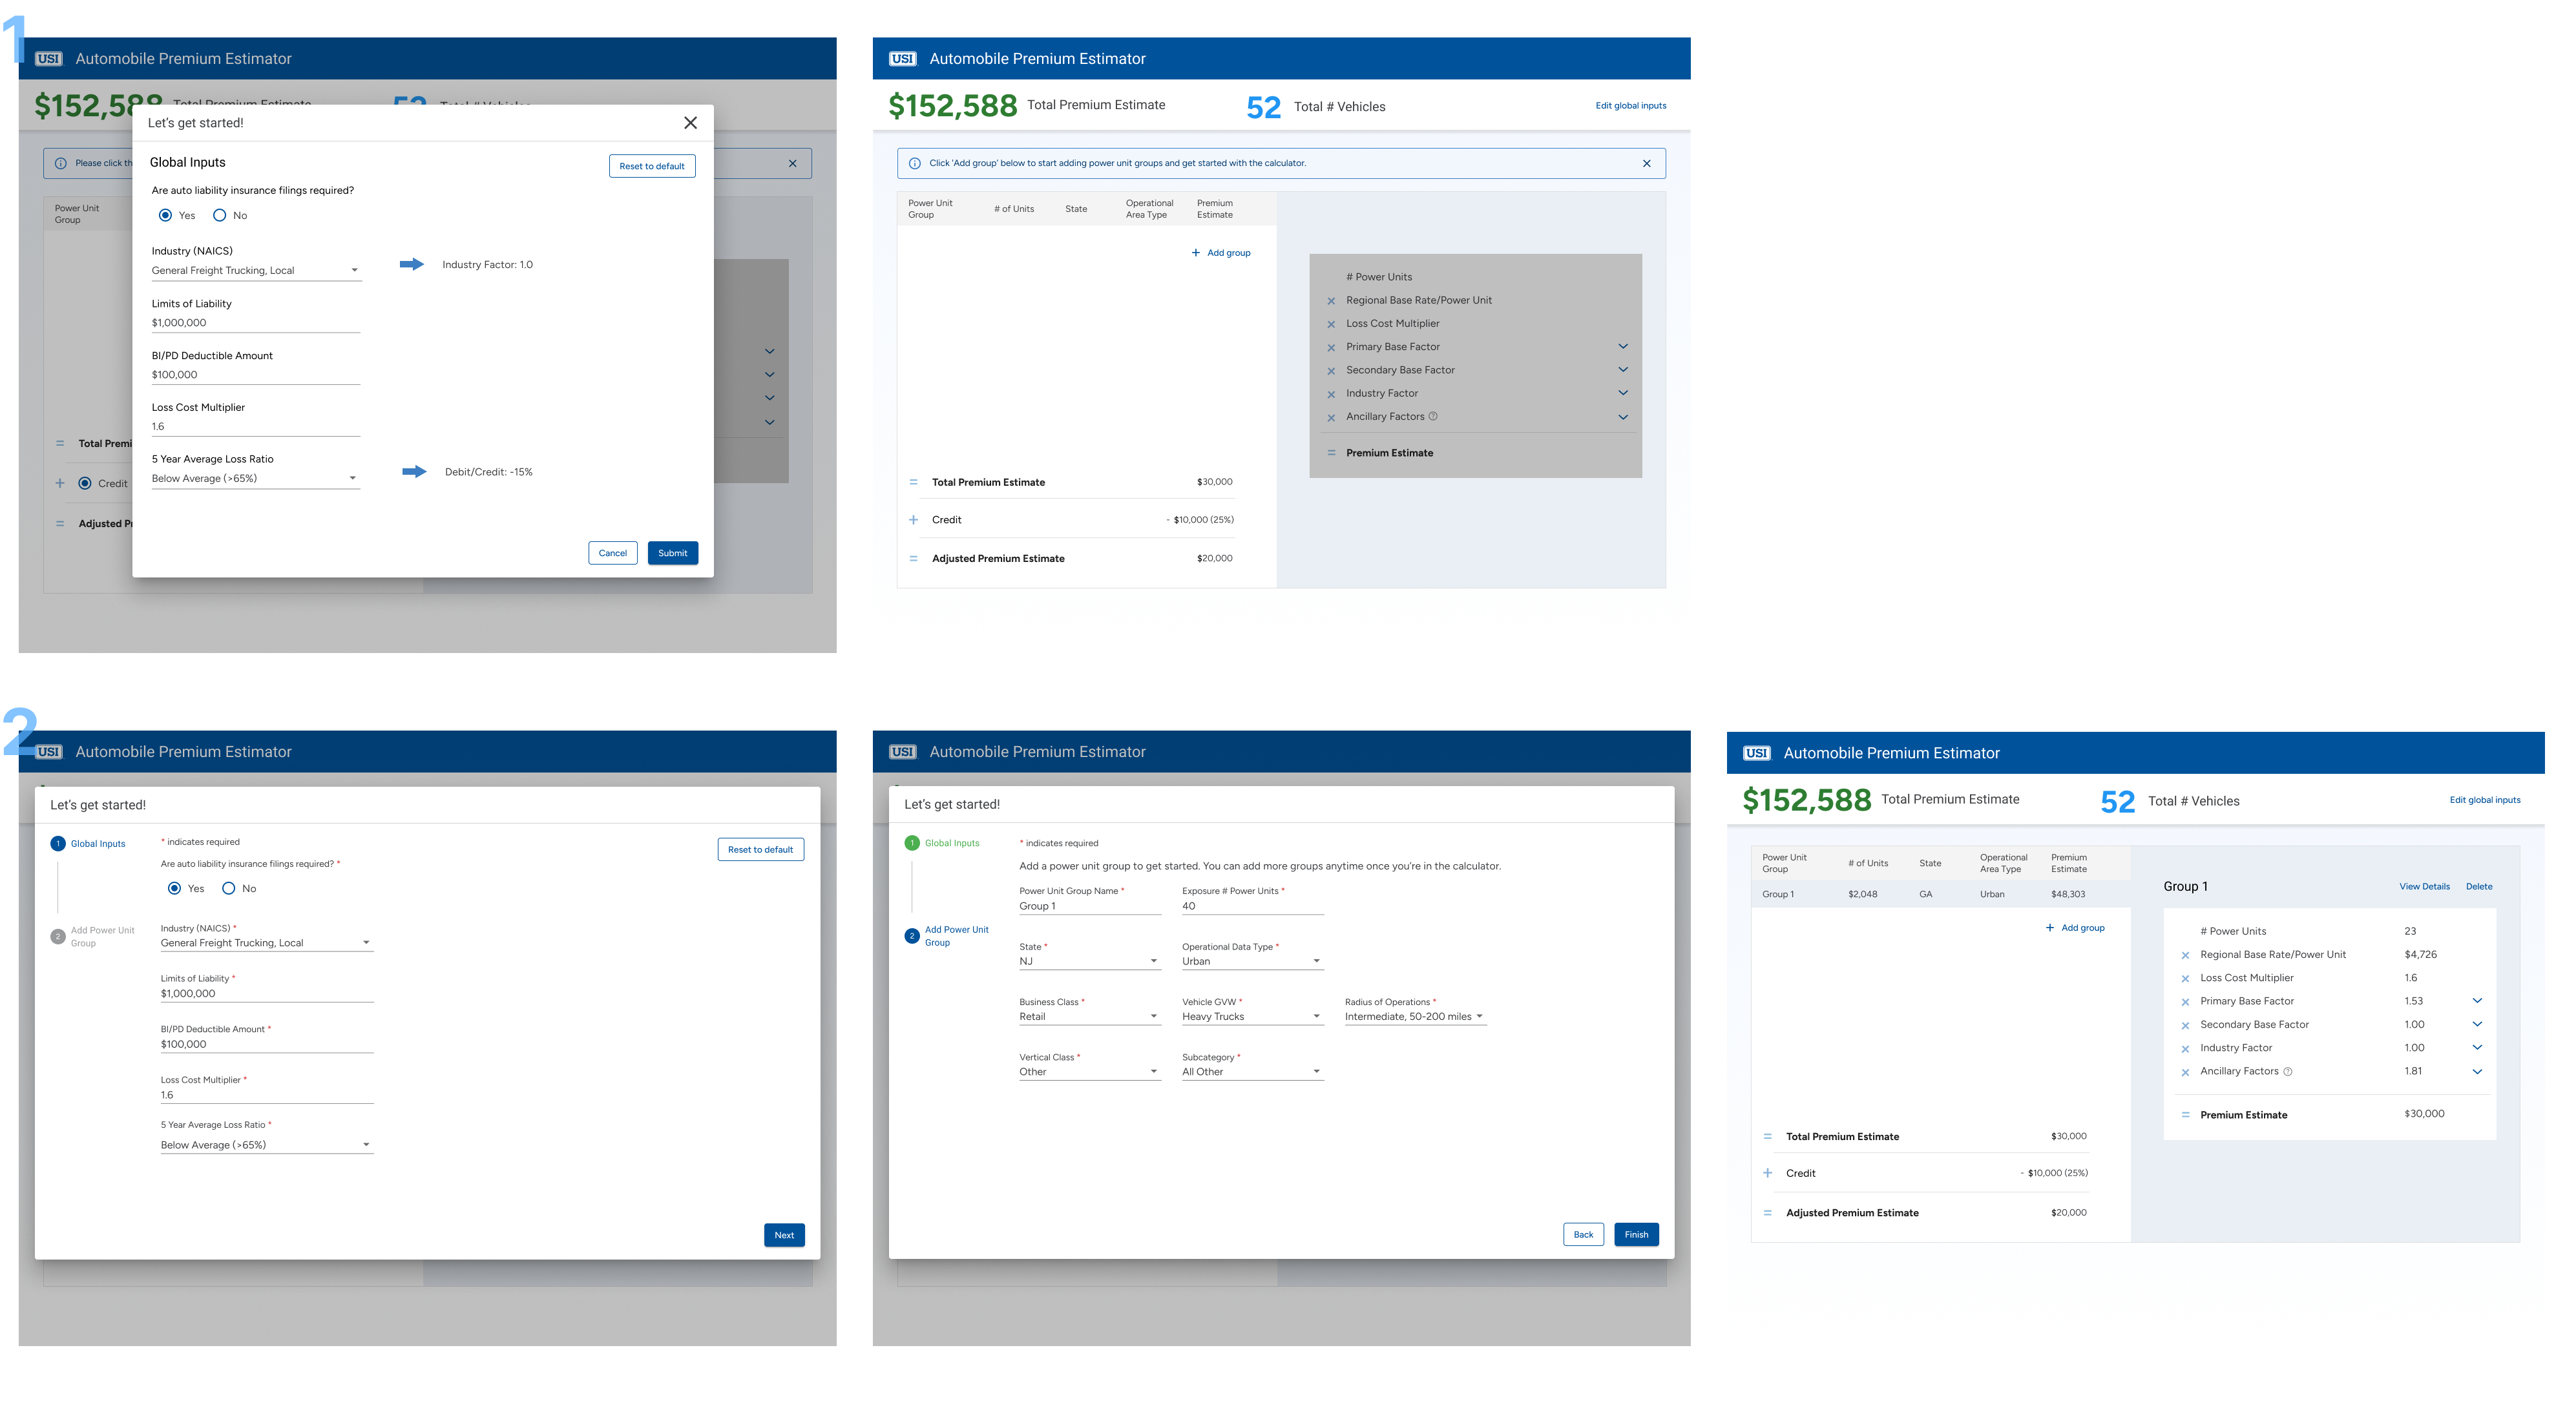 1
USI Automobile Premium Estimator
$152,588 Total Premium Estimate 52 Total # Vehicles
Let's get started!
Please click th
Global Inputs
Reset to default
Are auto liability insurance filings required?
Yes No
Power Unit
Group
Industry (NAICS)
General Freight Trucking, Local
Industry Factor: 1.0
Limits of Liability
$1,000,000
BI/PD Deductible Amount
$100,000
Loss Cost Multiplier
1.6
= Total Premi
5 Year Average Loss Ratio
Below Average (>65%)
Debit/Credit: -15%
+ Credit
= Adjusted P
Cancel Submit
USI Automobile Premium Estimator
$152,588 Total Premium Estimate 52 Total # Vehicles Edit global inputs
Click 'Add group' below to start adding power unit groups and get started with the calculator.
Power Unit
Group
# of Units
State
Operational
Area Type
Premium
Estimate
+ Add group
# Power Units
× Regional Base Rate/Power Unit
× Loss Cost Multiplier
× Primary Base Factor
× Secondary Base Factor
× Industry Factor
× Ancillary Factors ?
= Premium Estimate
= Total Premium Estimate $30,000
+ Credit - $10,000 (25%)
= Adjusted Premium Estimate $20,000
2
USI Automobile Premium Estimator
Let's get started!
1 Global Inputs
2 Add Power Unit
Group
* indicates required
Reset to default
Are auto liability insurance filings required? *
Yes No
Industry (NAICS) *
General Freight Trucking, Local
Limits of Liability *
$1,000,000
BI/PD Deductible Amount *
$100,000
Loss Cost Multiplier *
1.6
5 Year Average Loss Ratio *
Below Average (>65%)
Next
USI Automobile Premium Estimator
Let's get started!
1 Global Inputs
2 Add Power Unit
Group
* indicates required
Add a power unit group to get started. You can add more groups anytime once you're in the calculator.
Power Unit Group Name * Exposure # Power Units *
Group 1 40
State * Operational Data Type *
NJ Urban
Business Class * Vehicle GVW * Radius of Operations *
Retail Heavy Trucks Intermediate, 50-200 miles
Vertical Class * Subcategory *
Other All Other
Back Finish
USI Automobile Premium Estimator
$152,588 Total Premium Estimate 52 Total # Vehicles Edit global inputs
Power Unit
Group
# of Units
State
Operational
Area Type
Premium
Estimate
Group 1 $2,048 GA Urban $48,303
+ Add group
Group 1 View Details Delete
# Power Units 23
× Regional Base Rate/Power Unit $4,726
× Loss Cost Multiplier 1.6
× Primary Base Factor 1.53
× Secondary Base Factor 1.00
× Industry Factor 1.00
× Ancillary Factors ? 1.81
= Premium Estimate $30,000
= Total Premium Estimate $30,000
+ Credit - $10,000 (25%)
= Adjusted Premium Estimate $20,000